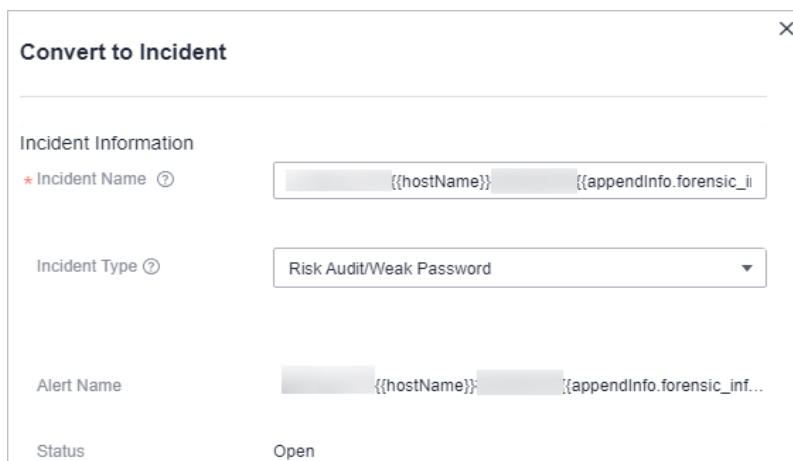 Convert to Incident
Incident Information
* Incident Name ?
{{hostName}} {{appendInfo.forensic_i
Incident Type ?
Risk Audit/Weak Password
Alert Name
{{hostName}} {{appendInfo.forensic_inf...
Status
Open